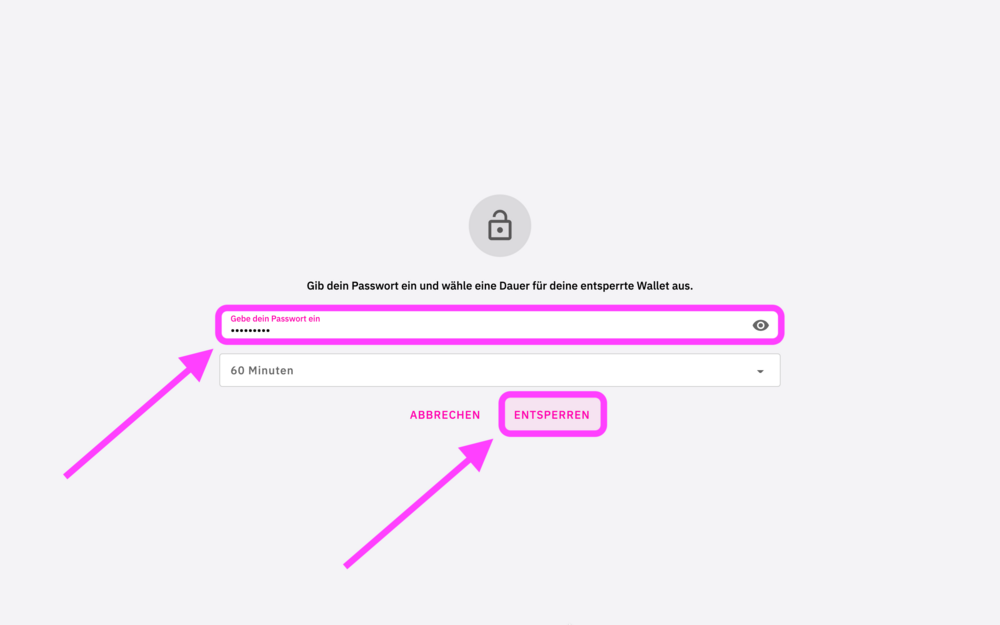 Gib dein Passwort ein und wähle eine Dauer für deine entsperrte Wallet aus.
Gebe dein Passwort ein
•••••••••
60 Minuten
ABBRECHEN ENTSPERREN